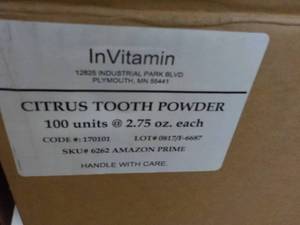 InVitamin
12825 INDUSTRIAL PARK BLVD
PLYMOUTH, MN 55441
CITRUS TOOTH POWDER
100 units @ 2.75 oz. each
CODE #: 170101 LOT# 0817/F-6687
SKU# 6262 AMAZON PRIME
HANDLE WITH CARE.